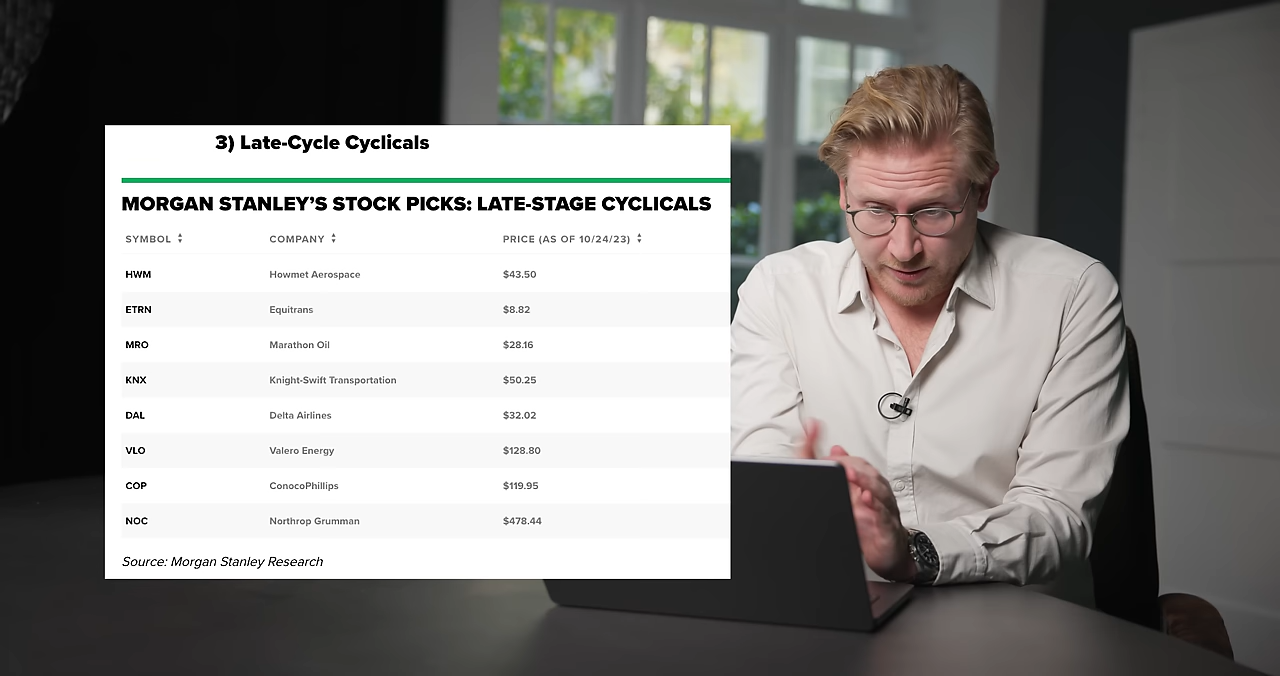 3) Late-Cycle Cyclicals
MORGAN STANLEY’S STOCK PICKS: LATE-STAGE CYCLICALS
SYMBOL COMPANY PRICE (AS OF 10/24/23)
HWM Howmet Aerospace $43.50
ETRN Equitrans $8.82
MRO Marathon Oil $28.16
KNX Knight-Swift Transportation $50.25
DAL Delta Airlines $32.02
VLO Valero Energy $128.80
COP ConocoPhillips $119.95
NOC Northrop Grumman $478.44
Source: Morgan Stanley Research